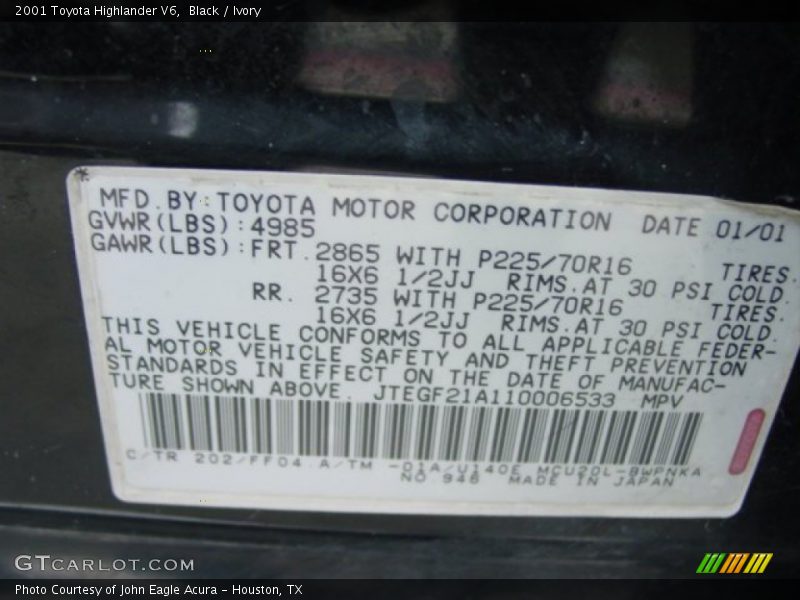 2001 Toyota Highlander V6, Black / Ivory
MFD.BY:TOYOTA MOTOR CORPORATION DATE 01/01
GVWR(LBS):4985
GAWR(LBS):FRT.2865 WITH P225/70R16 TIRES.
16X6 1/2JJ RIMS.AT 30 PSI COLD.
RR. 2735 WITH P225/70R16 TIRES.
16X6 1/2JJ RIMS.AT 30 PSI COLD.
THIS VEHICLE CONFORMS TO ALL APPLICABLE FEDER-
AL MOTOR VEHICLE SAFETY AND THEFT PREVENTION
STANDARDS IN EFFECT ON THE DATE OF MANUFAC-
TURE SHOWN ABOVE. JTEGF21A110006533 MPV
C/TR 202/FF04 A/TM -01A/U140E MCU20L-BWPNKA
NO 946 MADE IN JAPAN
GTCARLOT.COM
Photo Courtesy of John Eagle Acura - Houston, TX